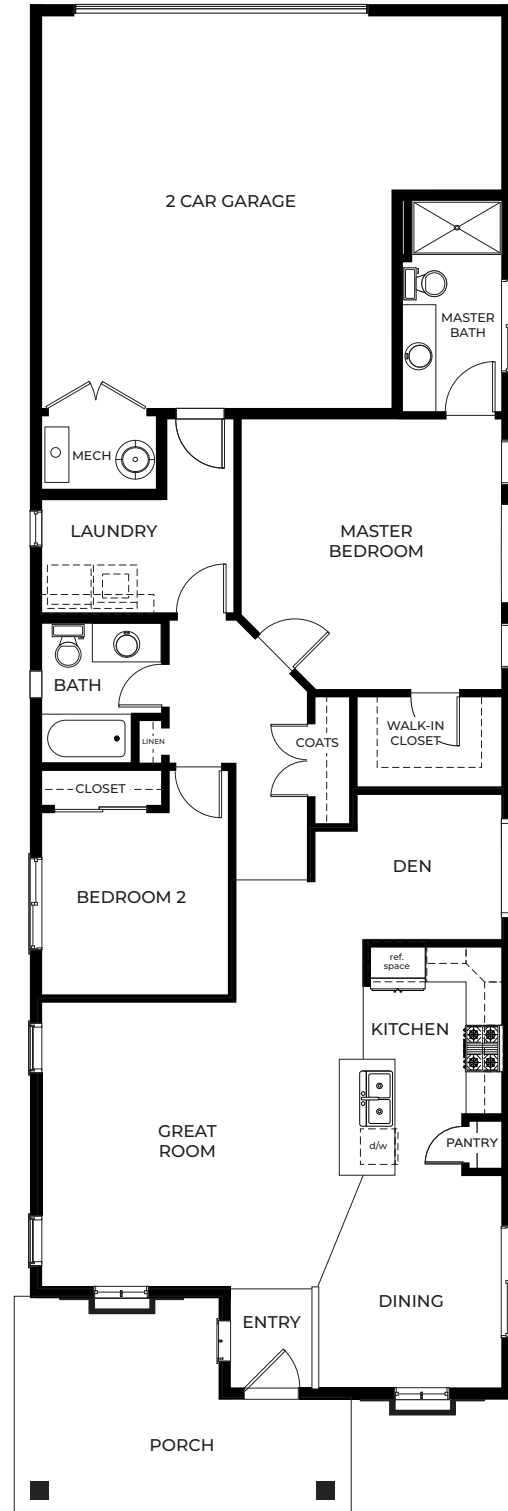 2 CAR GARAGE
MASTER
BATH
MECH
LAUNDRY
MASTER
BEDROOM
BATH
LINEN
COATS
WALK-IN
CLOSET
CLOSET
DEN
BEDROOM 2
ref.
space
KITCHEN
GREAT
ROOM
d/w
PANTRY
DINING
ENTRY
PORCH